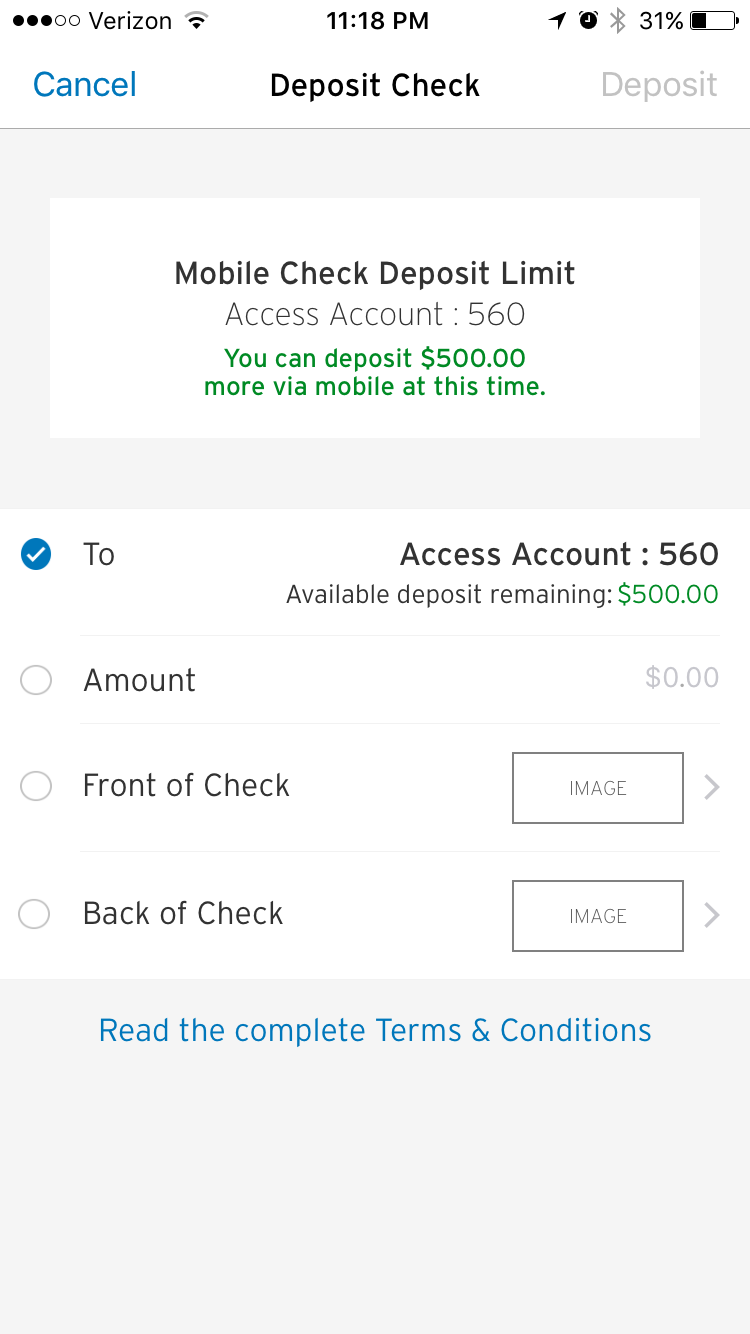 Verizon 11:18 PM 31%
Cancel Deposit Check Deposit
Mobile Check Deposit Limit
Access Account : 560
You can deposit $500.00
more via mobile at this time.
To Access Account : 560
Available deposit remaining: $500.00
Amount $0.00
Front of Check IMAGE
Back of Check IMAGE
Read the complete Terms & Conditions